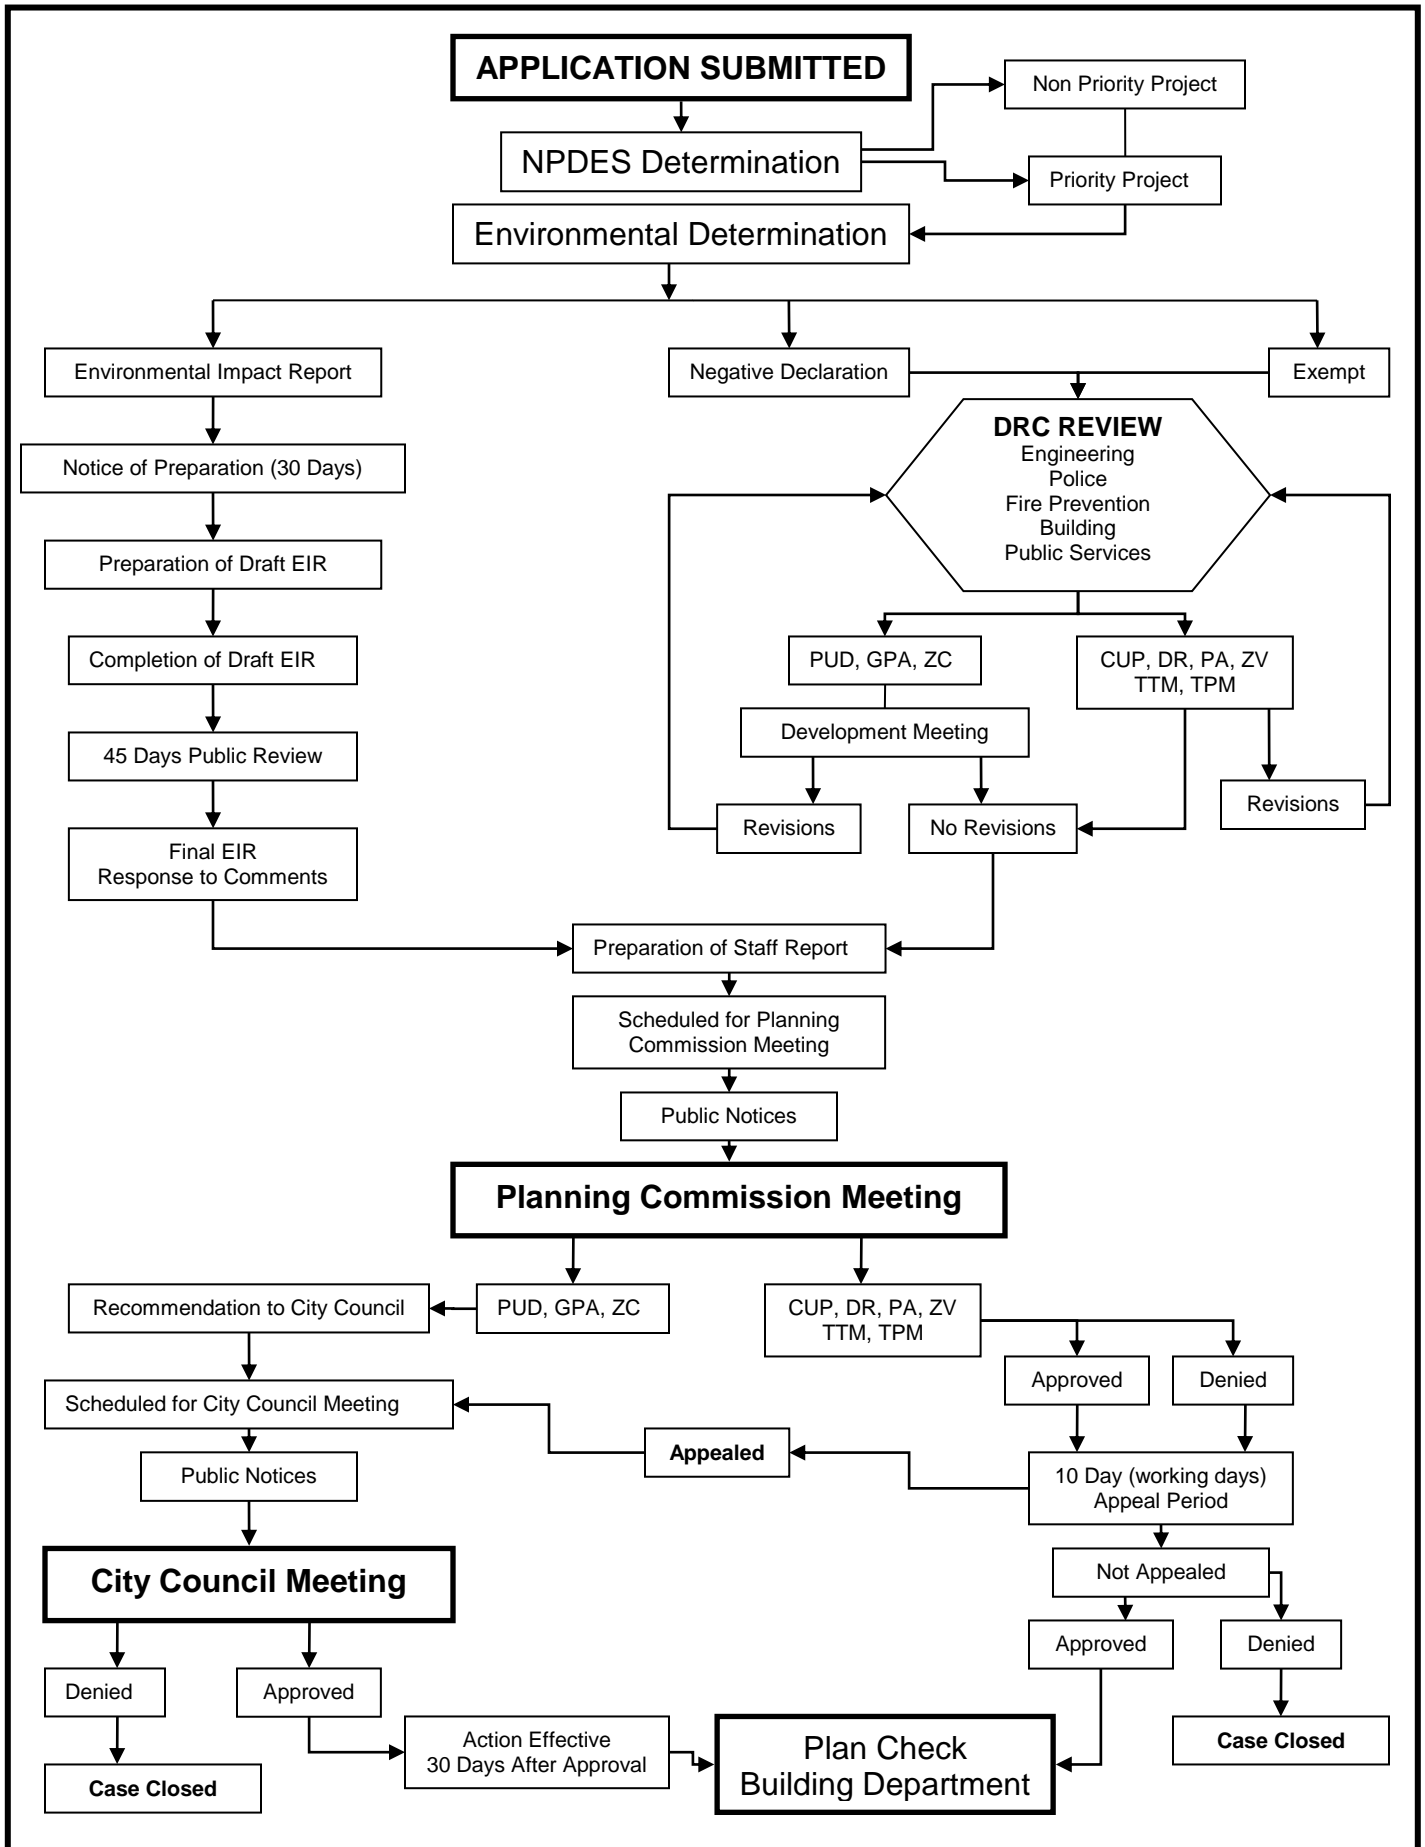 APPLICATION SUBMITTED
Non Priority Project
NPDES Determination
Priority Project
Environmental Determination
Environmental Impact Report
Negative Declaration
Exempt
DRC REVIEW
Engineering
Police
Fire Prevention
Building
Public Services
Notice of Preparation (30 Days)
Preparation of Draft EIR
Completion of Draft EIR
45 Days Public Review
Final EIR
Response to Comments
PUD, GPA, ZC
CUP, DR, PA, ZV
TTM, TPM
Development Meeting
Revisions
No Revisions
Revisions
Preparation of Staff Report
Scheduled for Planning
Commission Meeting
Public Notices
Planning Commission Meeting
Recommendation to City Council
PUD, GPA, ZC
CUP, DR, PA, ZV
TTM, TPM
Approved
Denied
Scheduled for City Council Meeting
Appealed
10 Day (working days)
Appeal Period
Public Notices
City Council Meeting
Not Appealed
Approved
Denied
Denied
Approved
Action Effective
30 Days After Approval
Plan Check
Building Department
Case Closed
Case Closed